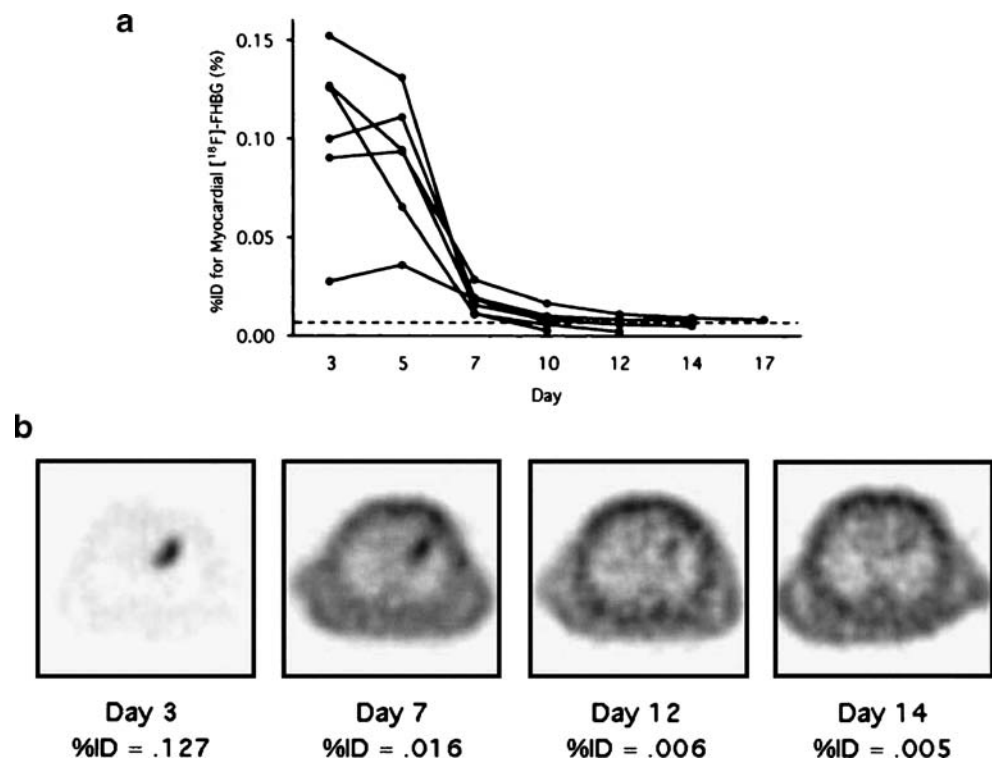 a
%ID for Myocardial [¹⁸F]-FHBG (%)
0.15
0.10
0.05
0.00
3 5 7 10 12 14 17
Day
b
Day 3 Day 7 Day 12 Day 14
%ID = .127 %ID = .016 %ID = .006 %ID = .005